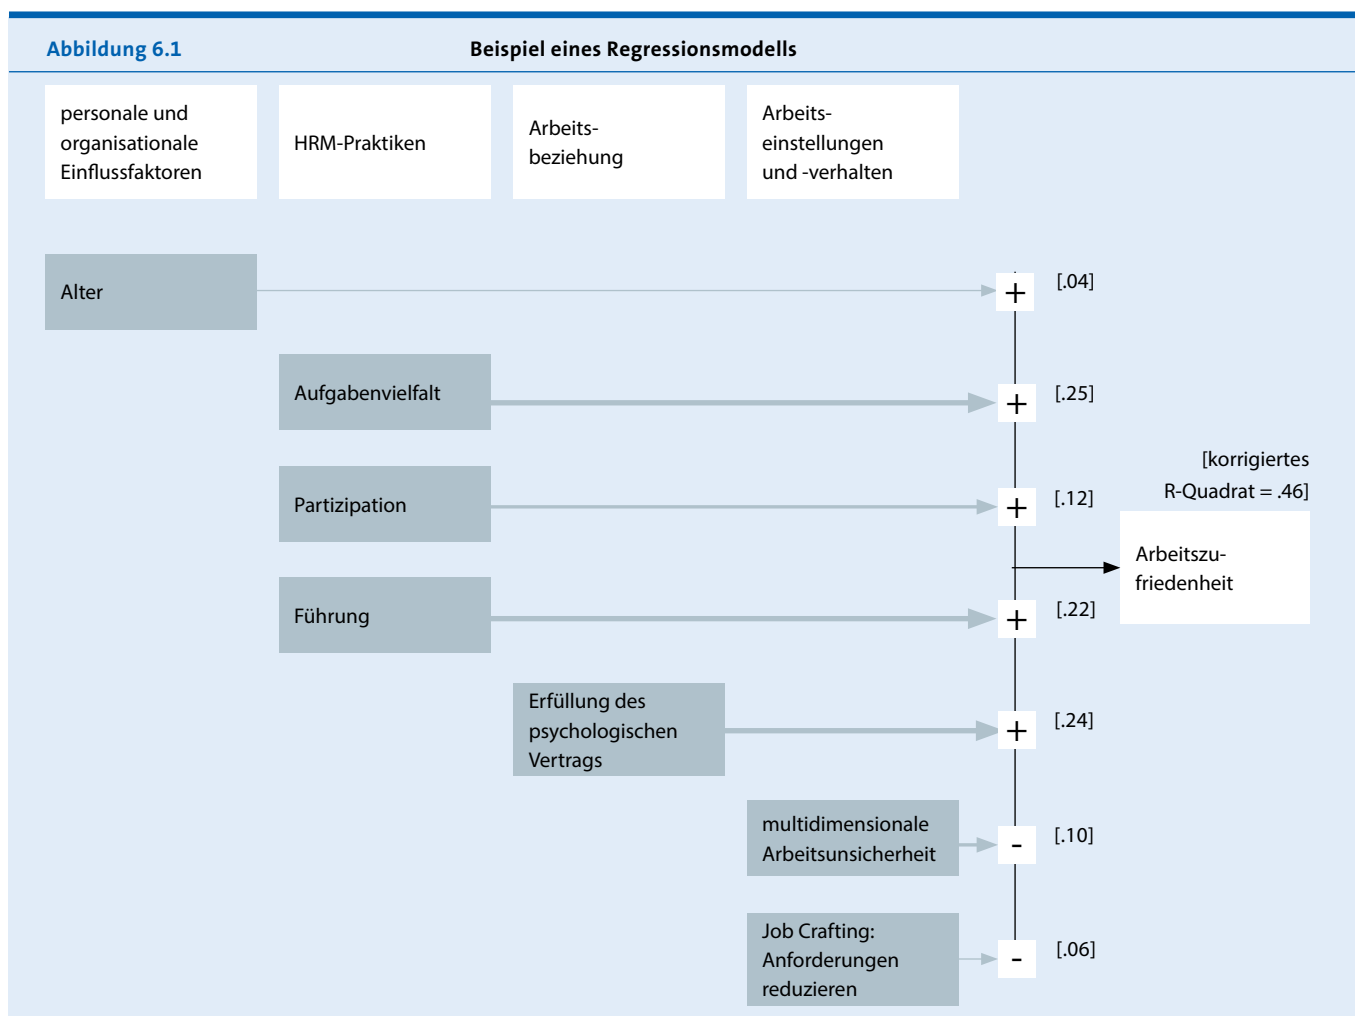 Abbildung 6.1
Beispiel eines Regressionsmodells
personale und
organisationale
Einflussfaktoren
HRM-Praktiken
Arbeits-
beziehung
Arbeits-
einstellungen
und -verhalten
Alter
+
[.04]
Aufgabenvielfalt
+
[.25]
[korrigiertes
R-Quadrat = .46]
Partizipation
+
[.12]
Arbeitszu-
friedenheit
Führung
+
[.22]
Erfüllung des
psychologischen
Vertrags
+
[.24]
multidimensionale
Arbeitsunsicherheit
-
[.10]
Job Crafting:
Anforderungen
reduzieren
-
[.06]